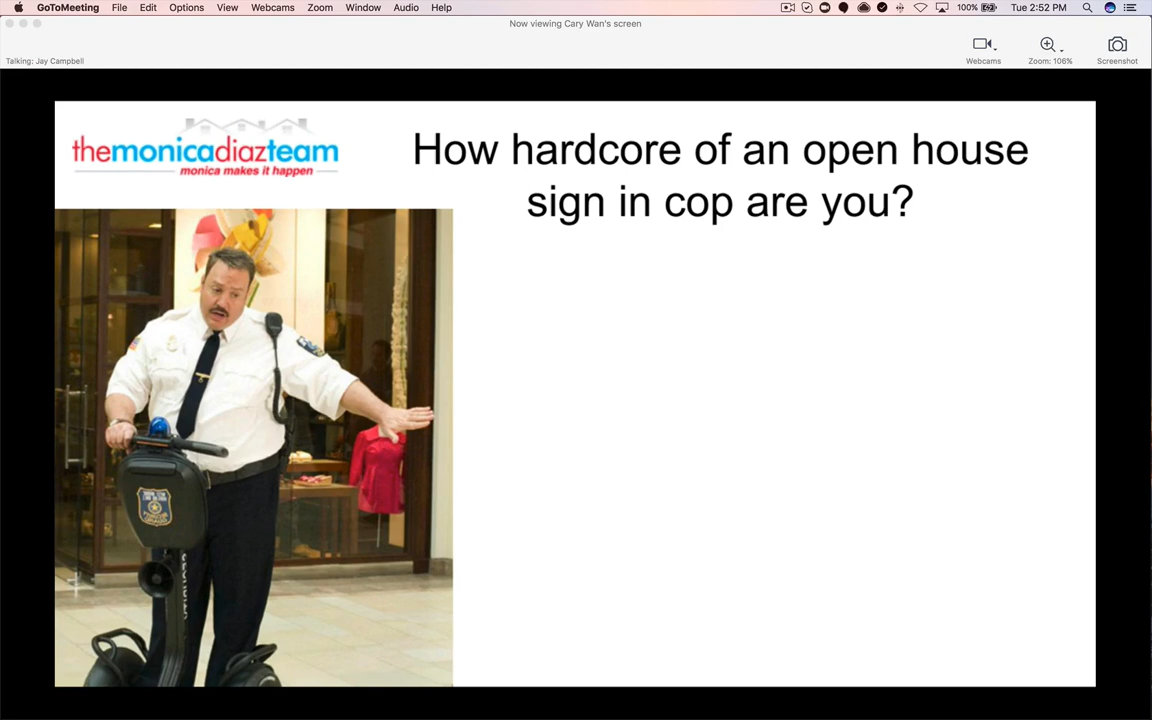 GoToMeeting File Edit Options View Webcams Zoom Window Audio Help 100% Tue 2:52 PM
Now viewing Cary Wan's screen
Talking: Jay Campbell
Webcams
Zoom: 106%
Screenshot
themonicadiazteam
monica makes it happen
How hardcore of an open house
sign in cop are you?